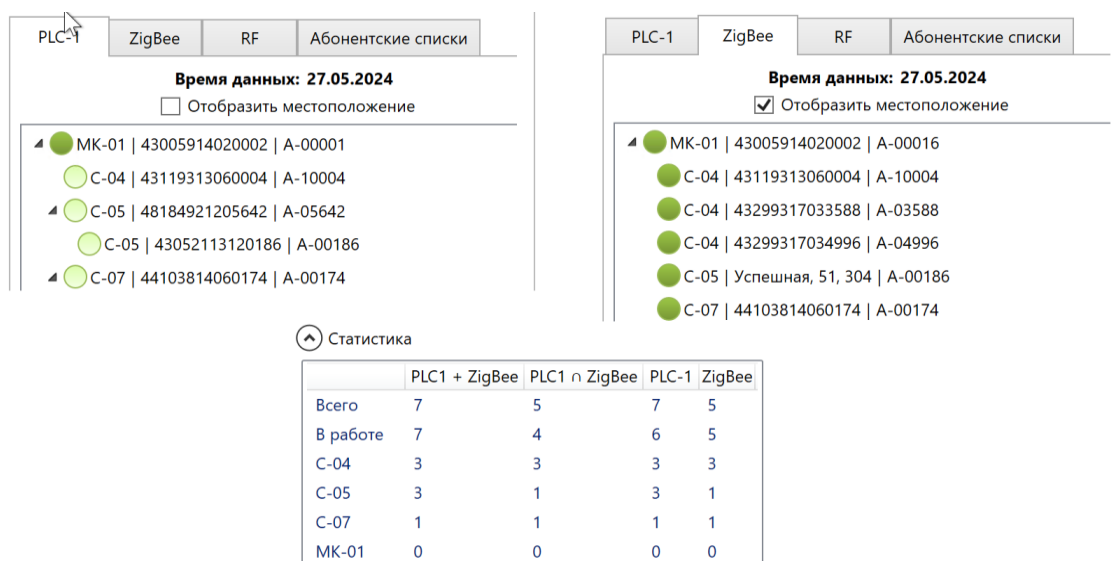 PLC-1 ZigBee RF Абонентские списки
Время данных: 27.05.2024
Отобразить местоположение
МК-01 | 43005914020002 | А-00001
С-04 | 43119313060004 | А-10004
С-05 | 48184921205642 | А-05642
С-05 | 43052113120186 | А-00186
С-07 | 44103814060174 | А-00174
PLC-1 ZigBee RF Абонентские списки
Время данных: 27.05.2024
Отобразить местоположение
МК-01 | 43005914020002 | А-00016
С-04 | 43119313060004 | А-10004
С-04 | 43299317033588 | А-03588
С-04 | 43299317034996 | А-04996
С-05 | Успешная, 51, 304 | А-00186
С-07 | 44103814060174 | А-00174
Статистика
PLC1 + ZigBee PLC1 ∩ ZigBee PLC-1 ZigBee
Всего 7 5 7 5
В работе 7 4 6 5
С-04 3 3 3 3
С-05 3 1 3 1
С-07 1 1 1 1
МК-01 0 0 0 0